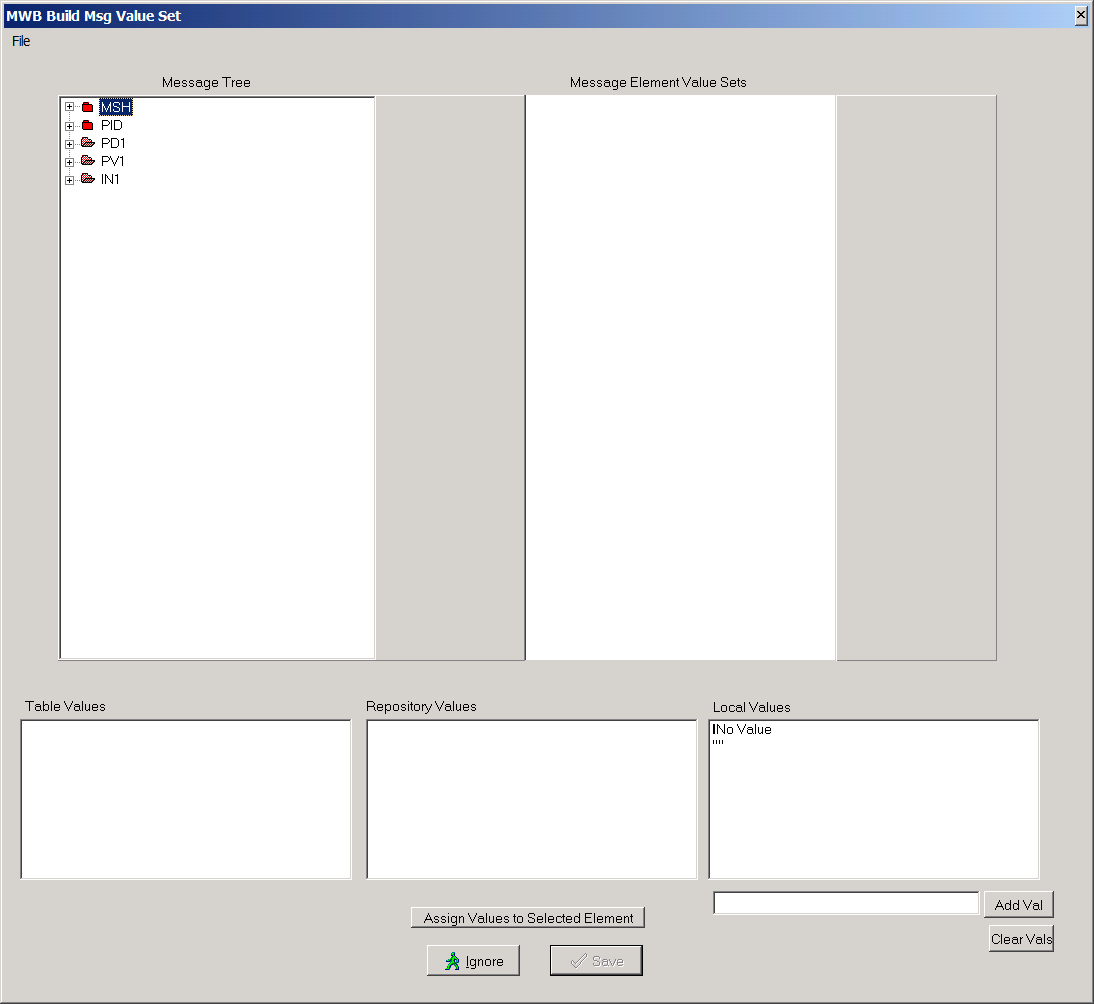 MWB Build Msg Value Set
File
Message Tree
Message Element Value Sets
MSH
PID
PD1
PV1
IN1
Table Values
Repository Values
Local Values
No Value
""
Add Val
Assign Values to Selected Element
Clear Vals
Ignore
Save